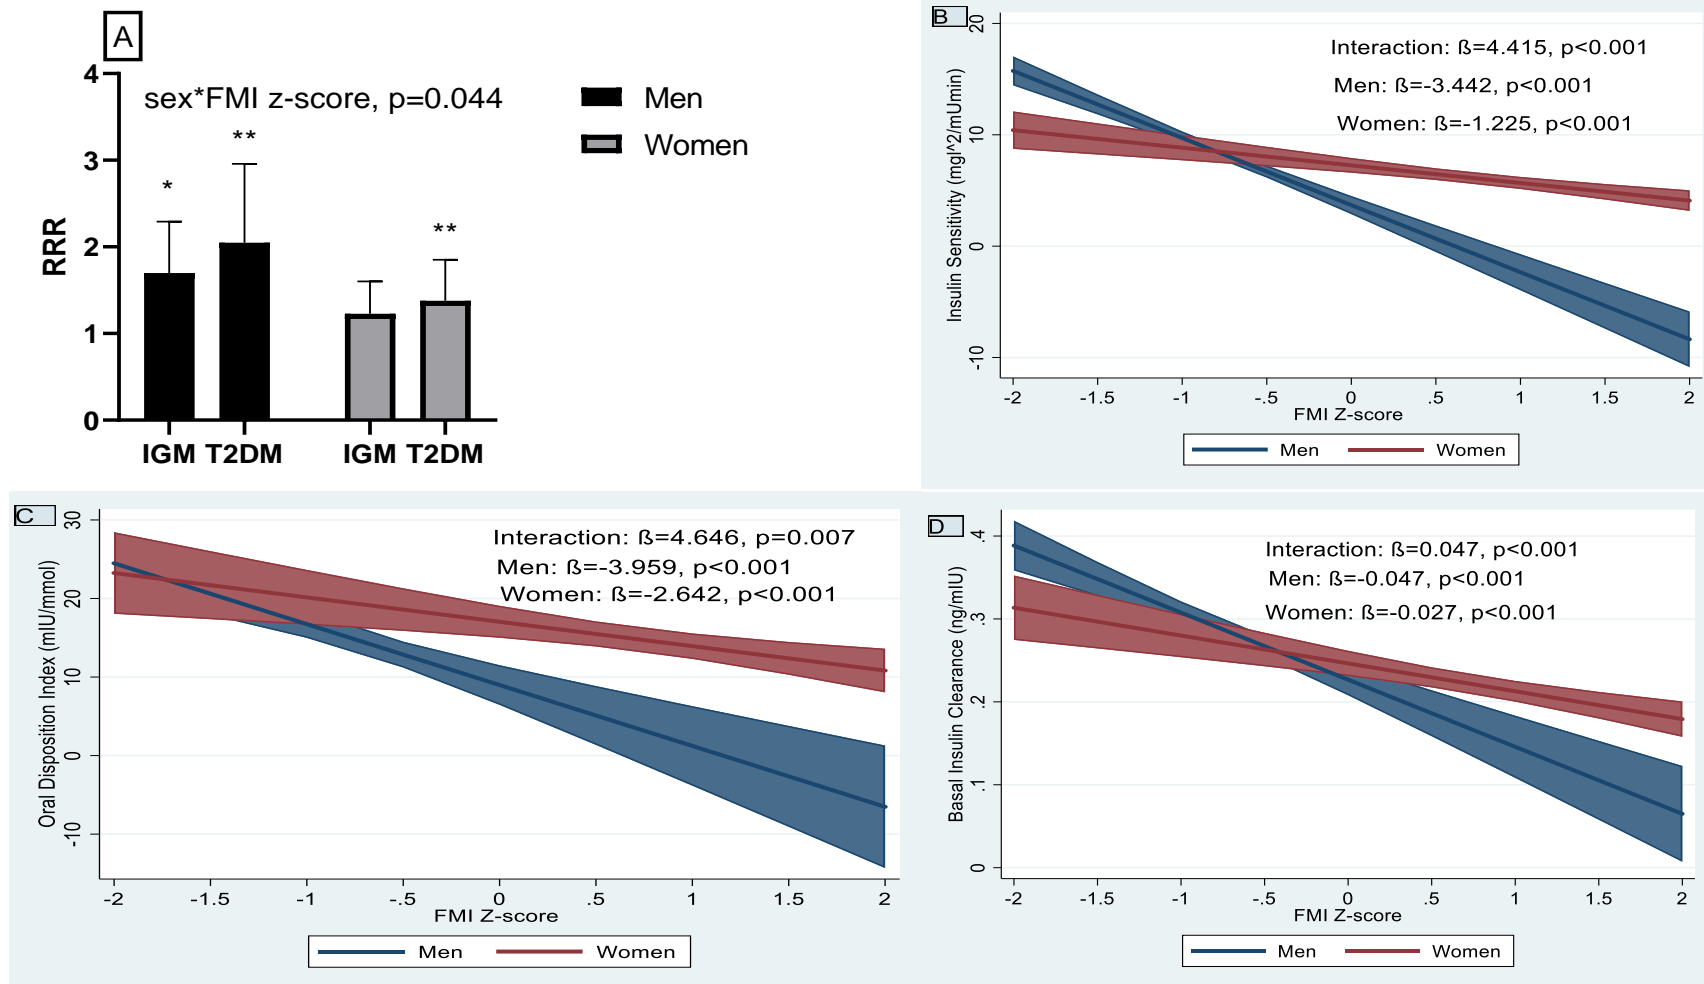 A
sex*FMI z-score, p=0.044
Men
Women
RRR
4
3
2
1
0
*
**
**
IGM T2DM IGM T2DM
B
Interaction: ß=4.415, p<0.001
Men: ß=-3.442, p<0.001
Women: ß=-1.225, p<0.001
Insulin Sensitivity (mgI^2/mUmin)
20
10
0
-10
-2 -1.5 -1 -.5 0 .5 1 1.5 2
FMI Z-score
Men Women
C
Interaction: ß=4.646, p=0.007
Men: ß=-3.959, p<0.001
Women: ß=-2.642, p<0.001
Oral Disposition Index (mIU/mmol)
30
20
10
0
-10
-2 -1.5 -1 -.5 0 .5 1 1.5 2
FMI Z-score
Men Women
D
Interaction: ß=0.047, p<0.001
Men: ß=-0.047, p<0.001
Women: ß=-0.027, p<0.001
Basal Insulin Clearance (ng/mIU)
.4
.3
.2
.1
0
-2 -1.5 -1 -.5 0 .5 1 1.5 2
FMI Z-score
Men Women